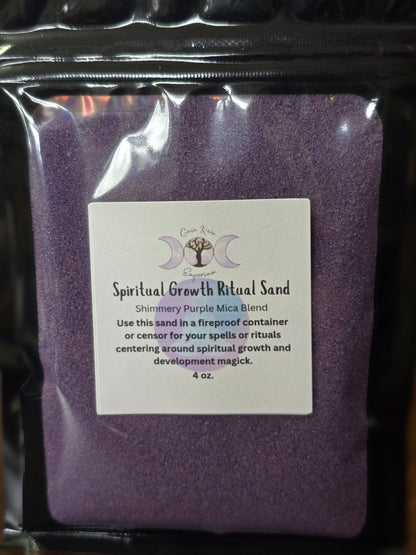 Emporium
Spiritual Growth Ritual Sand
Shimmery Purple Mica Blend
Use this sand in a fireproof container
or censor for your spells or rituals
centering around spiritual growth and
development magick.
4 oz.